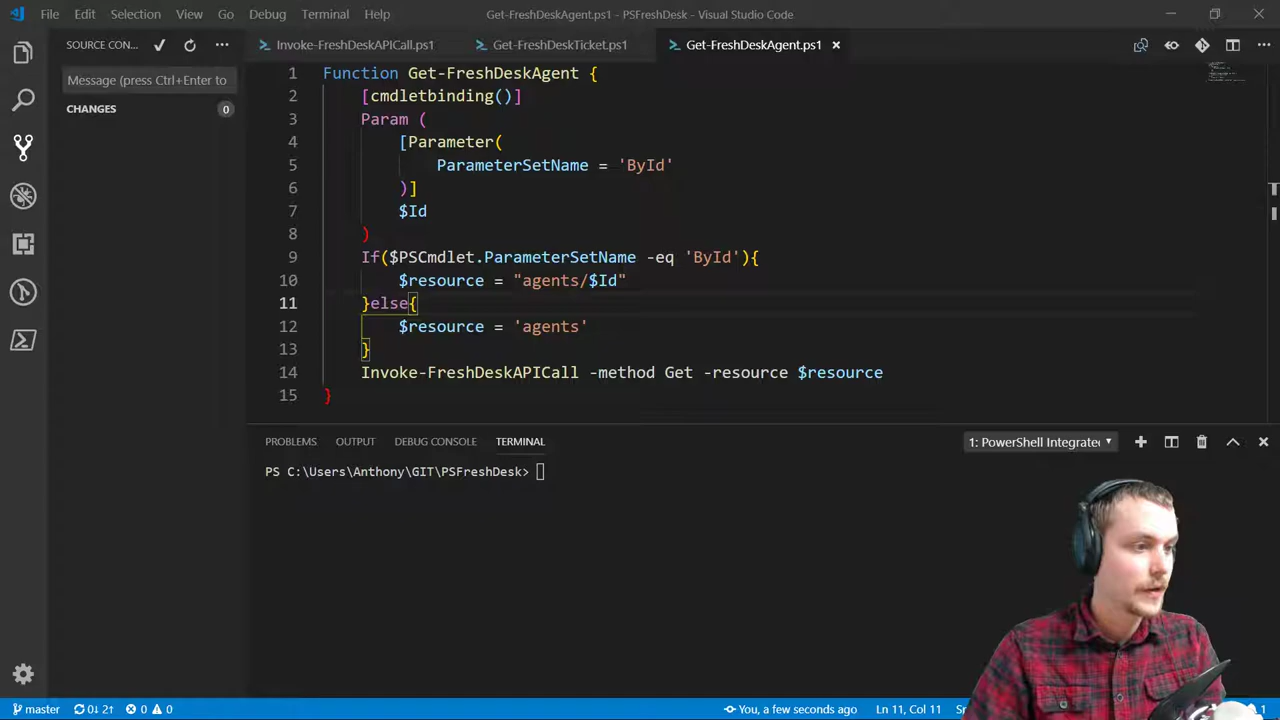 File Edit Selection View Go Debug Terminal Help
Get-FreshDeskAgent.ps1 - PSFreshDesk - Visual Studio Code
SOURCE CON...
Invoke-FreshDeskAPICall.ps1
Get-FreshDeskTicket.ps1
Get-FreshDeskAgent.ps1
Message (press Ctrl+Enter to
CHANGES
0
1 Function Get-FreshDeskAgent {
2 [cmdletbinding()]
3 Param (
4 [Parameter(
5 ParameterSetName = 'ById'
6 )]
7 $Id
8 )
9 If($PSCmdlet.ParameterSetName -eq 'ById'){
10 $resource = "agents/$Id"
11 }else{
12 $resource = 'agents'
13 }
14 Invoke-FreshDeskAPICall -method Get -resource $resource
15 }
PROBLEMS OUTPUT DEBUG CONSOLE TERMINAL
1: PowerShell Integrated
PS C:\Users\Anthony\GIT\PSFreshDesk>
master 0↓ 2↑ 0 0
You, a few seconds ago
Ln 11, Col 11
1